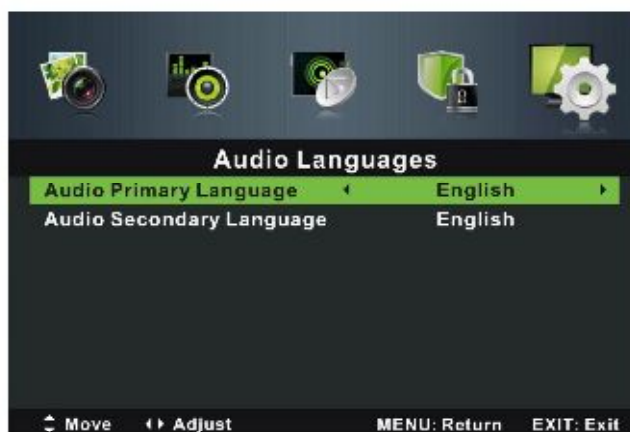 Audio Languages
Audio Primary Language English
Audio Secondary Language English
Move Adjust MENU: Return EXIT: Exit